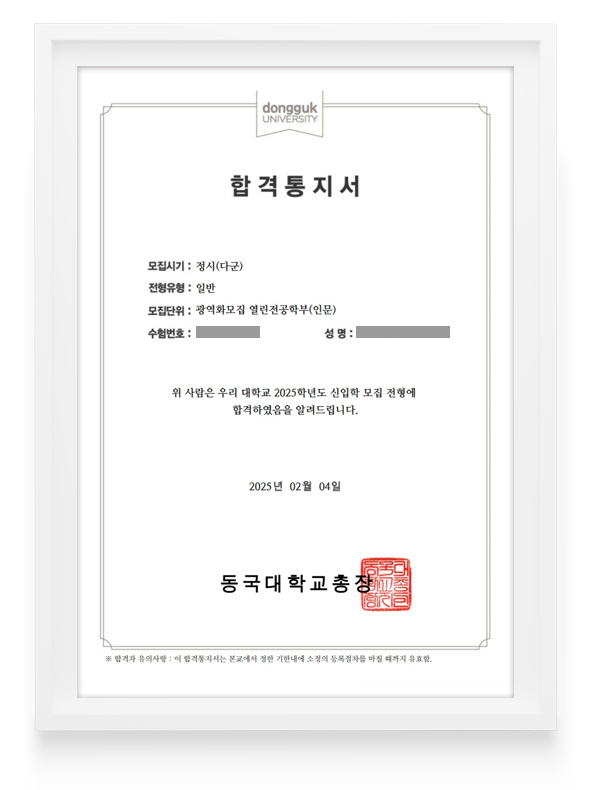 dongguk
UNIVERSITY
합격통지서
모집시기 : 정시(다군)
전형유형 : 일반
모집단위 : 광역화모집 열린전공학부(인문)
수험번호 :
성 명 :
위 사람은 우리 대학교 2025학년도 신입학 모집 전형에
합격하였음을 알려드립니다.
2025년 02월 04일
동국대학교총장
※ 합격자 유의사항 : 이 합격통지서는 본교에서 정한 기한내에 소정의 등록절차를 마칠 때까지 유효함.